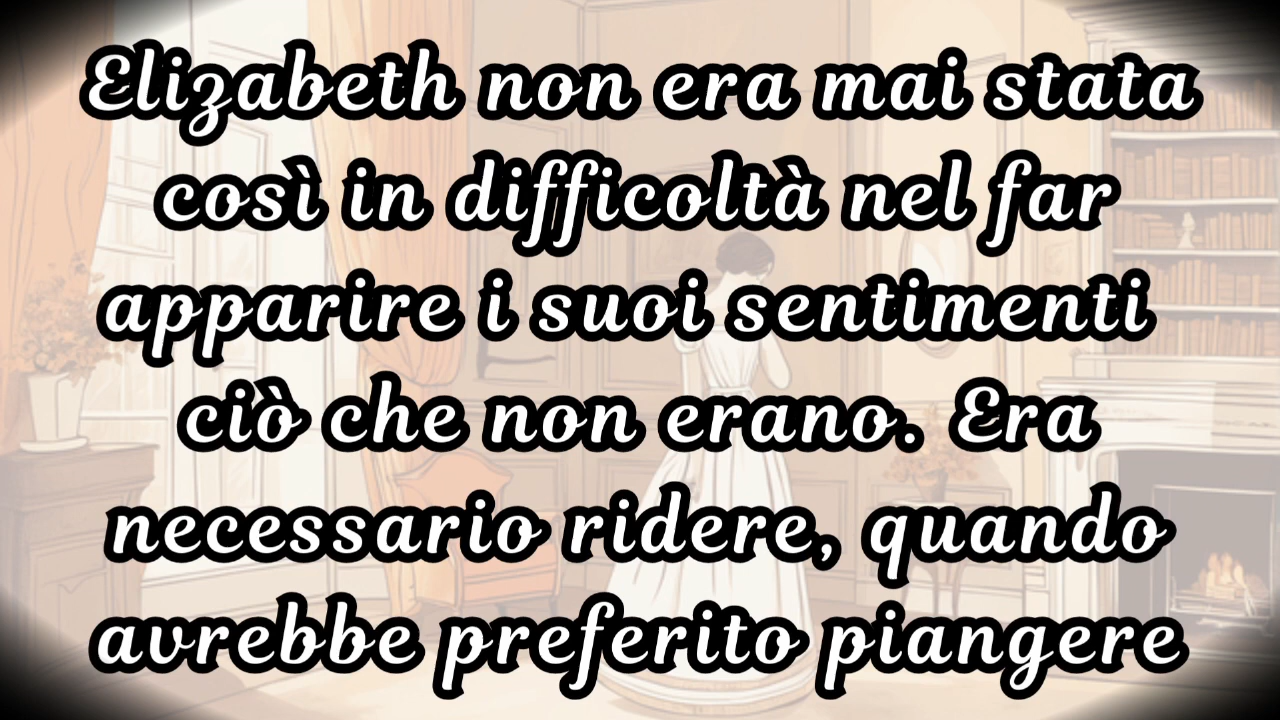 Elizabeth non era mai stata
così in difficoltà nel far
apparire i suoi sentimenti
ciò che non erano. Era
necessario ridere, quando
avrebbe preferito piangere